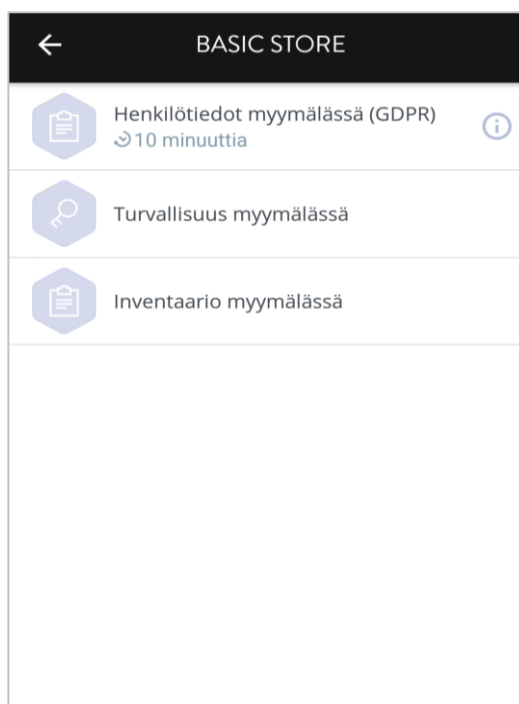 BASIC STORE
Henkilötiedot myymälässä (GDPR)
10 minuuttia
Turvallisuus myymälässä
Inventaario myymälässä